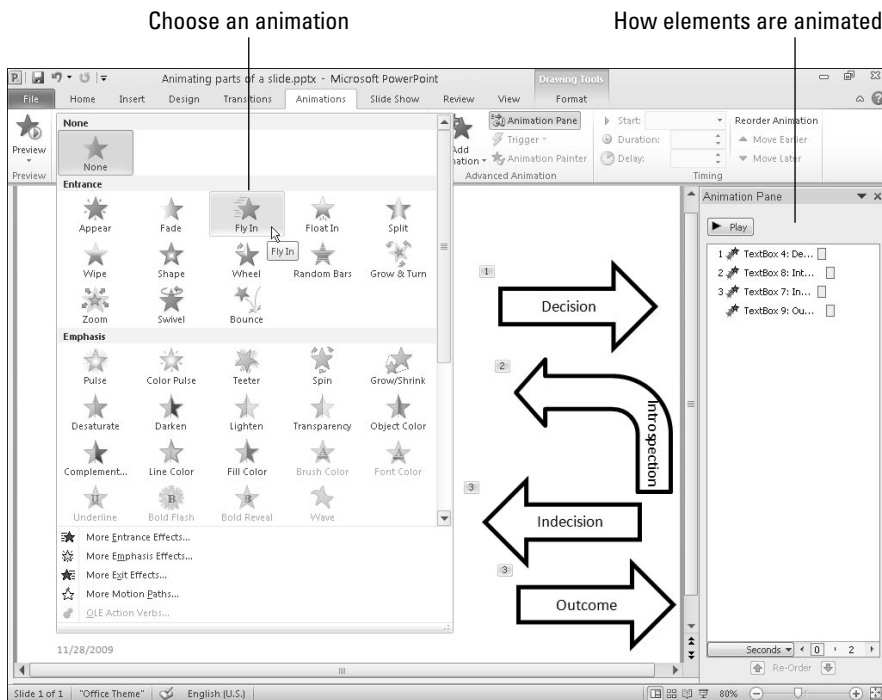 Choose an animation
How elements are animated
Animating parts of a slide.pptx - Microsoft PowerPoint
Drawing Tools
File Home Insert Design Transitions Animations Slide Show Review View Format
Preview
Preview
None
None
Entrance
Appear Fade Fly In Float In Split
Fly In
Wipe Shape Wheel Random Bars Grow & Turn
Zoom Swivel Bounce
Emphasis
Pulse Color Pulse Teeter Spin Grow/Shrink
Desaturate Darken Lighten Transparency Object Color
Complement... Line Color Fill Color Brush Color Font Color
Underline Bold Flash Bold Reveal Wave
More Entrance Effects...
More Emphasis Effects...
More Exit Effects...
More Motion Paths...
OLE Action Verbs...
Animation Pane
Trigger
Animation Painter
Advanced Animation
Start:
Duration:
Delay:
Timing
Reorder Animation
Move Earlier
Move Later
1
Decision
2
Introspection
3
Indecision
3
Outcome
11/28/2009
Animation Pane
Play
1 TextBox 4: De...
2 TextBox 8: Int...
3 TextBox 7: In...
TextBox 9: Ou...
Seconds 0 2
Re-Order
Slide 1 of 1 "Office Theme" English (U.S.) 80%